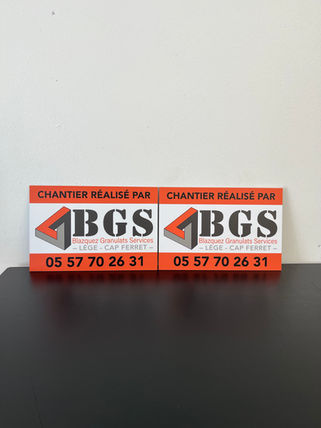 CHANTIER RÉALISÉ PAR
BGS
Blazquez Granulats Services
– LÈGE - CAP FERRET –
05 57 70 26 31
CHANTIER RÉALISÉ PAR
BGS
Blazquez Granulats Services
– LÈGE - CAP FERRET –
05 57 70 26 31